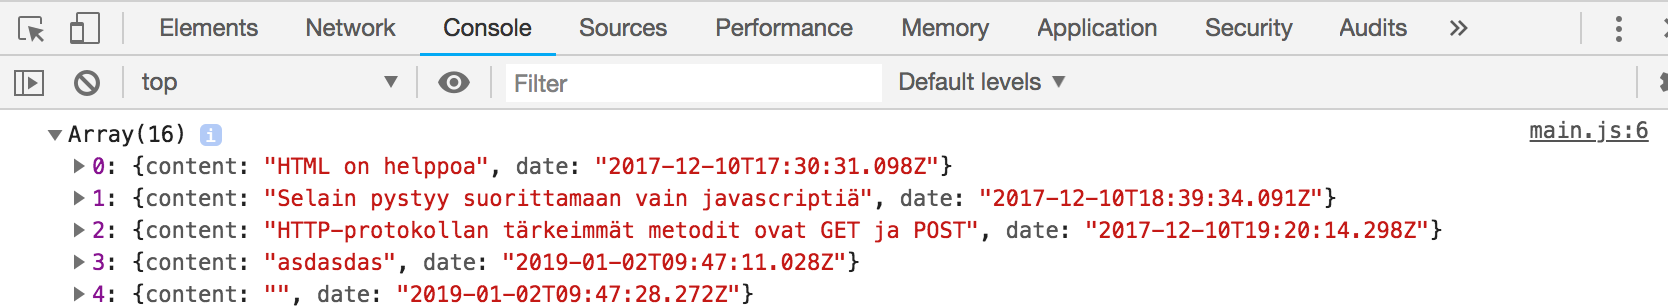 Elements Network Console Sources Performance Memory Application Security Audits »
top ▼ Filter Default levels ▼
▼Array(16) i main.js:6
▶0: {content: "HTML on helppoa", date: "2017-12-10T17:30:31.098Z"}
▶1: {content: "Selain pystyy suorittamaan vain javascriptiä", date: "2017-12-10T18:39:34.091Z"}
▶2: {content: "HTTP-protokollan tärkeimmät metodit ovat GET ja POST", date: "2017-12-10T19:20:14.298Z"}
▶3: {content: "asdasdas", date: "2019-01-02T09:47:11.028Z"}
▶4: {content: "", date: "2019-01-02T09:47:28.272Z"}